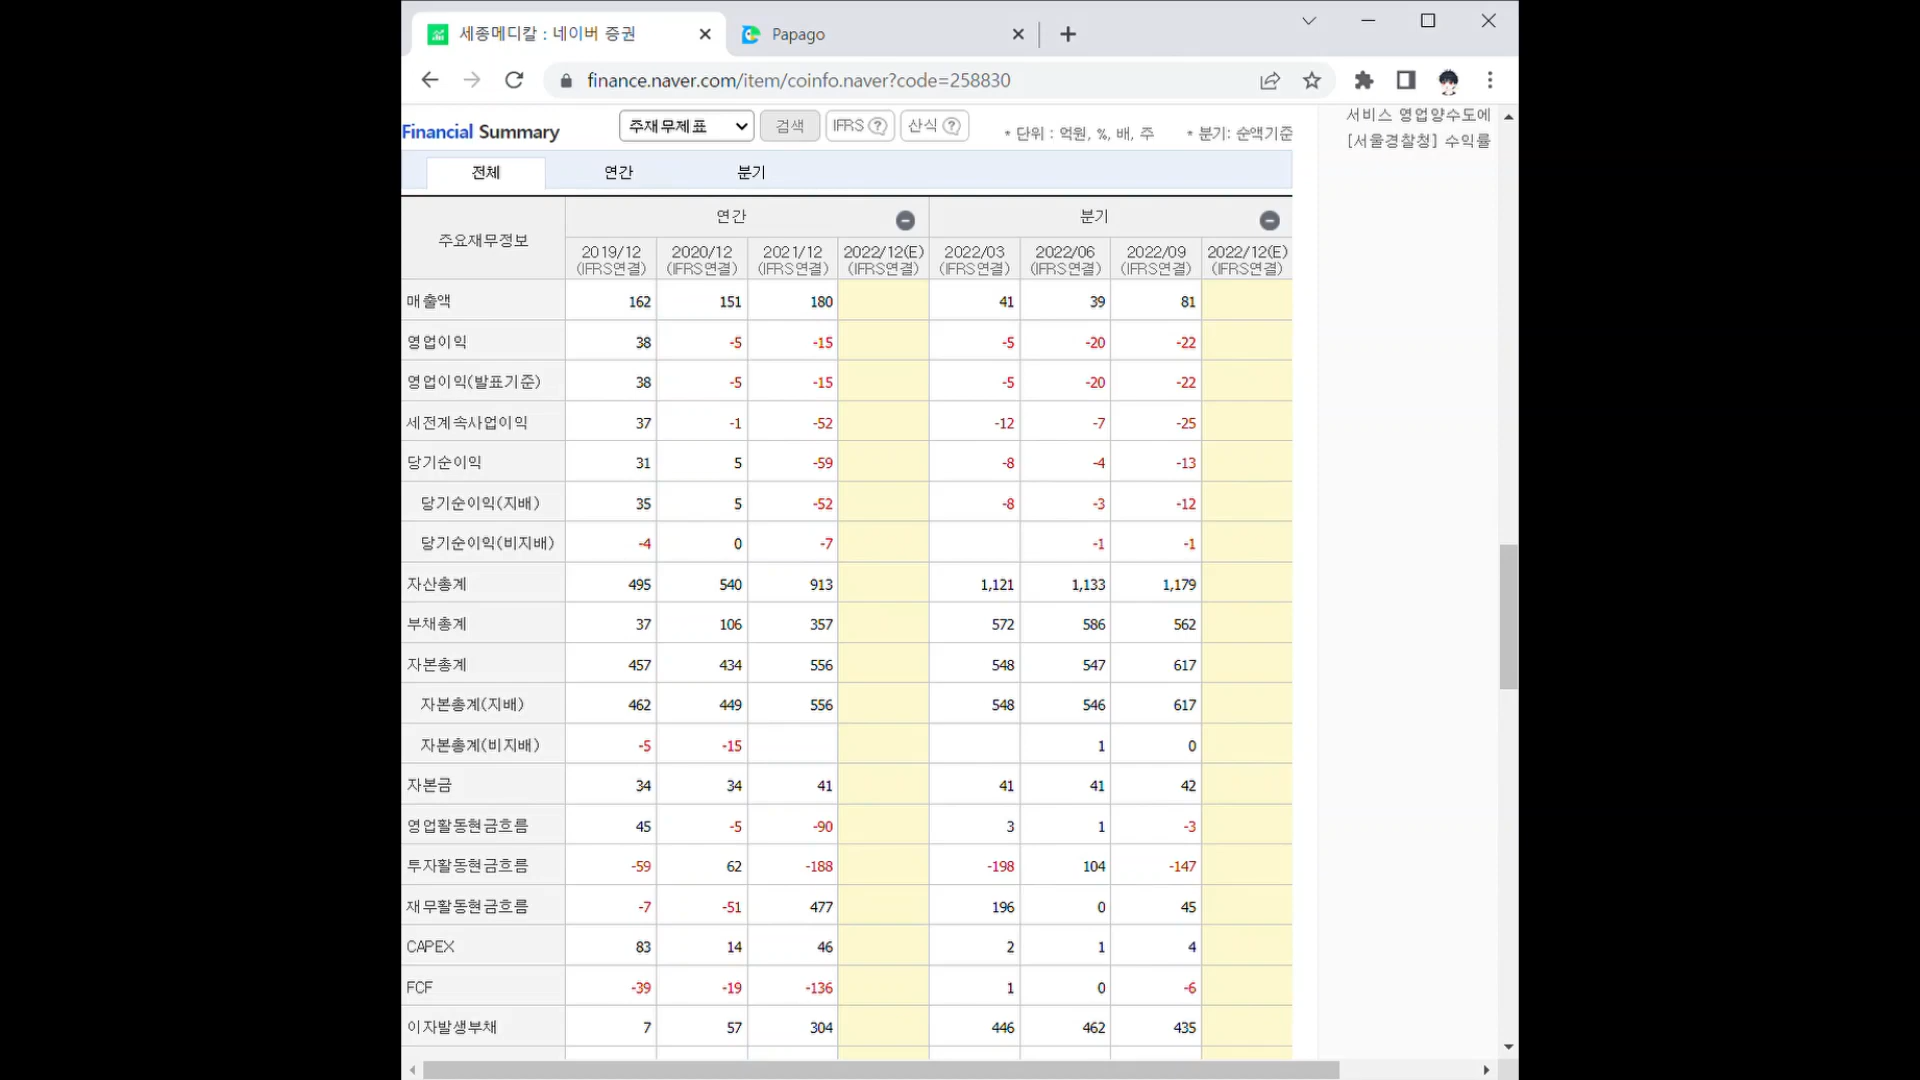 세종메디칼 : 네이버 증권
Papago
finance.naver.com/item/coinfo.naver?code=258830
서비스 영업양수도에
[서울경찰청] 수익률
Financial Summary
주재무제표
검색
IFRS ?
산식 ?
* 단위 : 억원, %, 배, 주
* 분기: 순액기준
전체 연간 분기
주요재무정보 연간 분기
2019/12 2020/12 2021/12 2022/12(E) 2022/03 2022/06 2022/09 2022/12(E)
(IFRS연결) (IFRS연결) (IFRS연결) (IFRS연결) (IFRS연결) (IFRS연결) (IFRS연결) (IFRS연결)
매출액 162 151 180 41 39 81
영업이익 38 -5 -15 -5 -20 -22
영업이익(발표기준) 38 -5 -15 -5 -20 -22
세전계속사업이익 37 -1 -52 -12 -7 -25
당기순이익 31 5 -59 -8 -4 -13
당기순이익(지배) 35 5 -52 -8 -3 -12
당기순이익(비지배) -4 0 -7 -1 -1
자산총계 495 540 913 1,121 1,133 1,179
부채총계 37 106 357 572 586 562
자본총계 457 434 556 548 547 617
자본총계(지배) 462 449 556 548 546 617
자본총계(비지배) -5 -15 1 0
자본금 34 34 41 41 41 42
영업활동현금흐름 45 -5 -90 3 1 -3
투자활동현금흐름 -59 62 -188 -198 104 -147
재무활동현금흐름 -7 -51 477 196 0 45
CAPEX 83 14 46 2 1 4
FCF -39 -19 -136 1 0 -6
이자발생부채 7 57 304 446 462 435